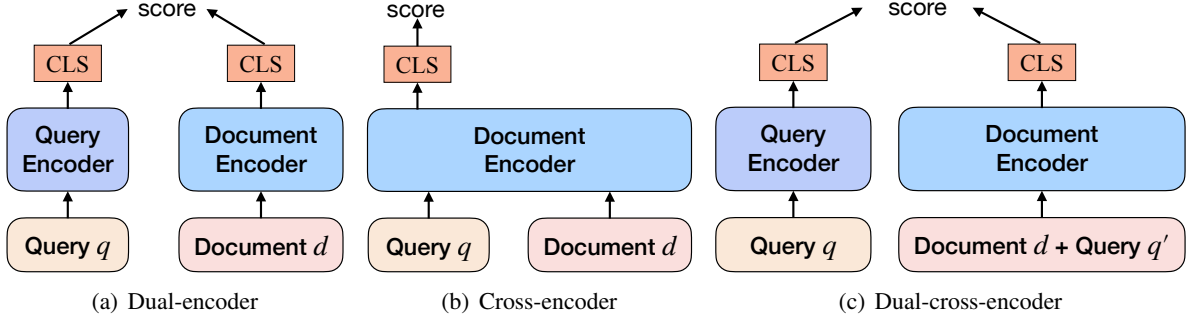 score
CLS
CLS
Query
Encoder
Document
Encoder
Query q
Document d
(a) Dual-encoder
score
CLS
Document
Encoder
Query q
Document d
(b) Cross-encoder
score
CLS
CLS
Query
Encoder
Document
Encoder
Query q
Document d + Query q′
(c) Dual-cross-encoder